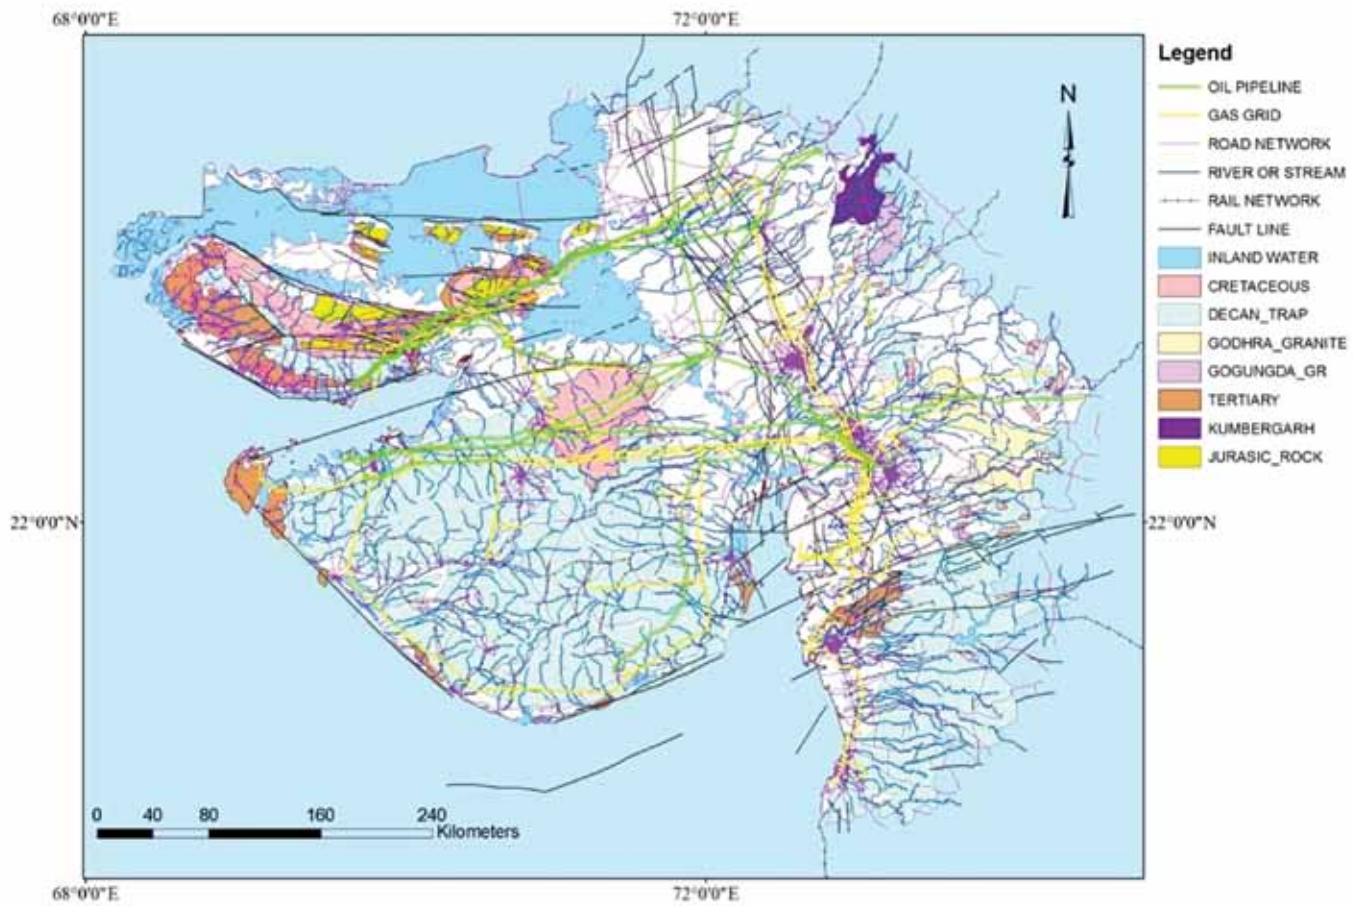 68°0'0"E
72°0'0"E
Legend
OIL PIPELINE
GAS GRID
ROAD NETWORK
RIVER OR STREAM
RAIL NETWORK
FAULT LINE
INLAND WATER
CRETACEOUS
DECAN_TRAP
GODHRA_GRANITE
GOGUNGDA_GR
TERTIARY
KUMBERGARH
JURASIC_ROCK
N
22°0'0"N
22°0'0"N
0 40 80 160 240
Kilometers
68°0'0"E
72°0'0"E